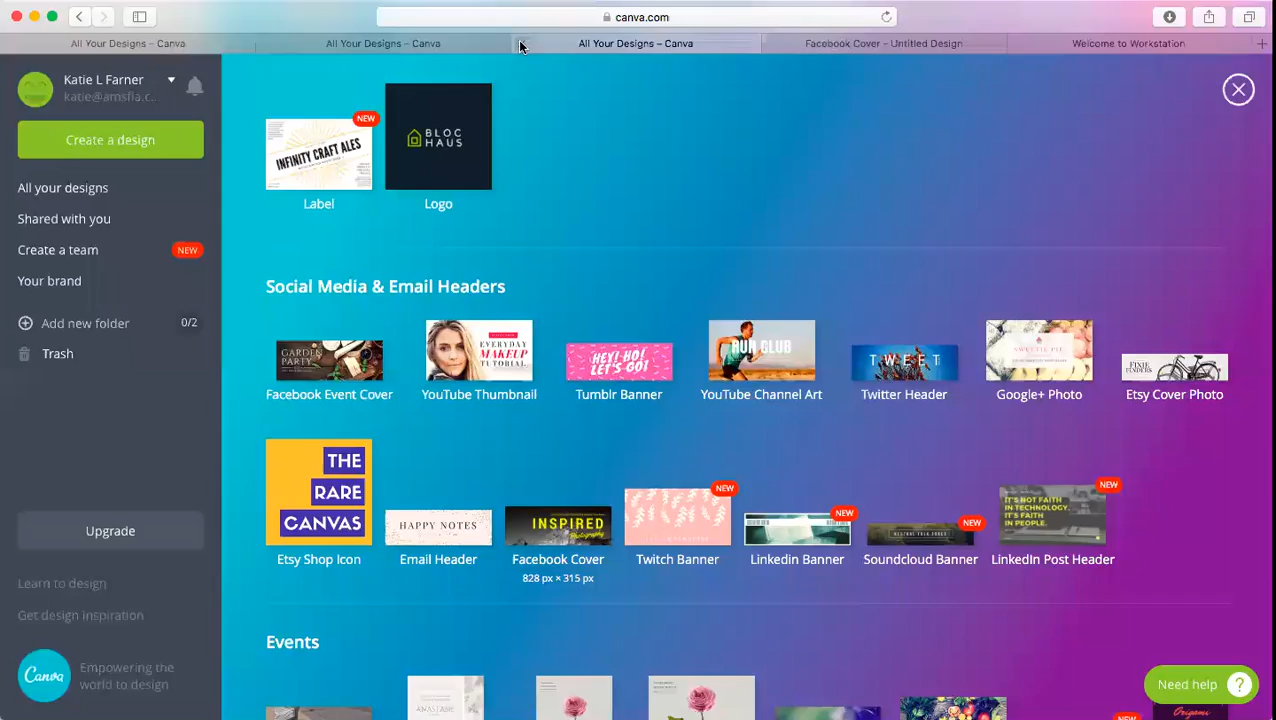 canva.com
All Your Designs – Canva
All Your Designs – Canva
All Your Designs – Canva
Facebook Cover – Untitled Design
Welcome to Workstation
Katie L Farner
katie@amsfia.c...
Create a design
All your designs
Shared with you
Create a team
NEW
Your brand
Add new folder
0/2
Trash
Upgrade
Learn to design
Get design inspiration
Canva
Empowering the
world to design
NEW
INFINITY CRAFT ALES
BLOC
HAUS
Label
Logo
Social Media & Email Headers
GARDEN
PARTY
EVERYDAY
MAKEUP
TUTORIAL
HEY! HO!
LET'S GO!
RUN CLUB
TWEET
SWEETIE PIE
Facebook Event Cover
YouTube Thumbnail
Tumblr Banner
YouTube Channel Art
Twitter Header
Google+ Photo
Etsy Cover Photo
THE
RARE
CANVAS
HAPPY NOTES
INSPIRED
Photography
NEW
NEW
NEW
NEW
IT'S NOT FAITH
IN TECHNOLOGY.
IT'S FAITH
IN PEOPLE.
Etsy Shop Icon
Email Header
Facebook Cover
Twitch Banner
Linkedin Banner
Soundcloud Banner
LinkedIn Post Header
828 px × 315 px
Events
Need help
?
NEW
Origami